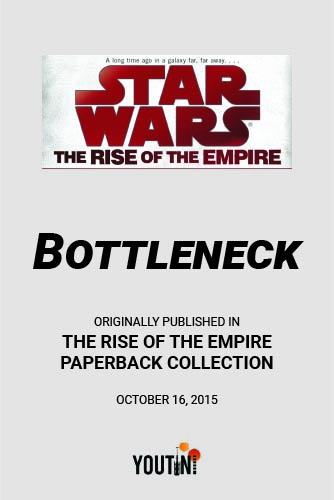 A long time ago in a galaxy far, far away. . . .
STAR
WARS®
THE RISE OF THE EMPIRE
BOTTLENECK
ORIGINALLY PUBLISHED IN
THE RISE OF THE EMPIRE
PAPERBACK COLLECTION
OCTOBER 16, 2015
YOUTINI